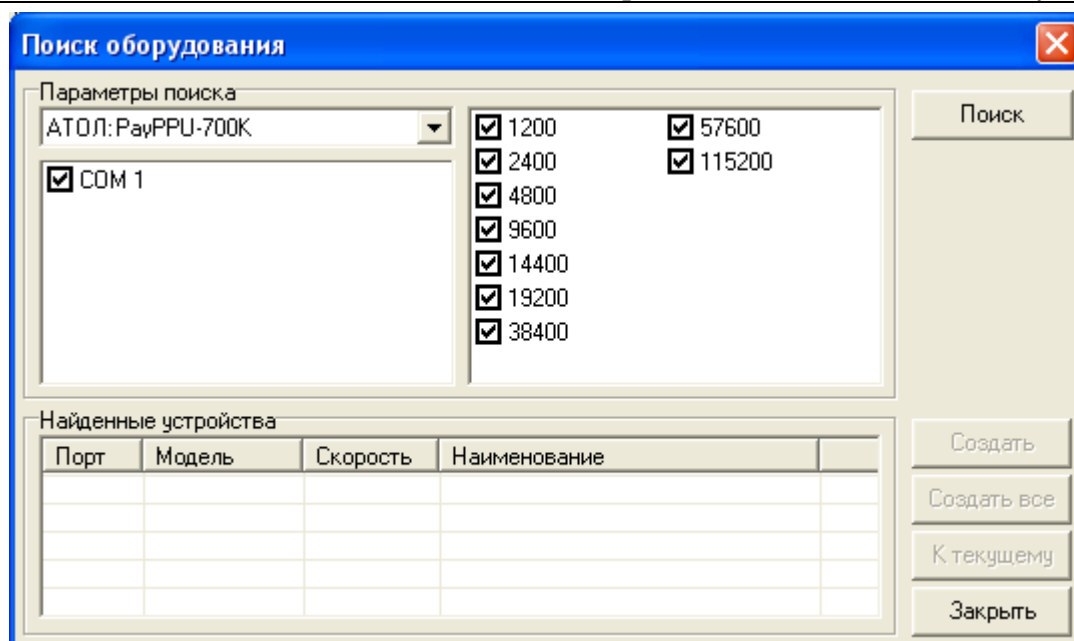 Поиск оборудования
Параметры поиска
АТОЛ: PayPPU-700K
COM 1
1200
2400
4800
9600
14400
19200
38400
57600
115200
Поиск
Найденные устройства
Порт Модель Скорость Наименование
Создать
Создать все
К текущему
Закрыть